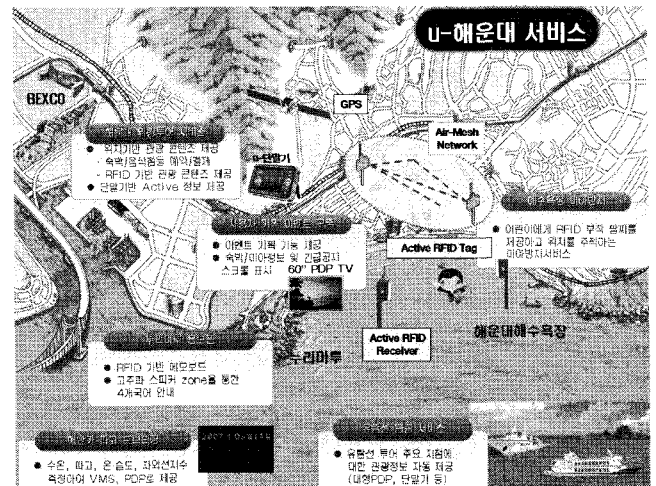 u-해운대 서비스
BEXCO
GPS
Air-Mesh
Network
u-단말기
● 위치기반 관광 콘텐츠 제공
- 숙박/음식점등 예약/결제
- RFID 기반 관광 콘텐츠 제공
● 단말기반 Active 정보 제공
● 이벤트 기획 기능 제공
● 숙박/미아정보 및 긴급공지
스크롤 표시
60" PDP TV
Active RFID Tag
● 어린이에게 RFID 부착 팔찌를
제공하고 위치를 추적하는
미아방지서비스
Active RFID
Receiver
누리마루
해운대해수욕장
● RFID 기반 메모보드
● 고주파 스피커 zone을 통한
4개국어 안내
● 수온, 파고, 온습도, 자외선지수
측정하여 VMS, PDP로 제공
● 유람선 투어 주요 지점에
대한 관광정보 자동 제공
(대형PDP, 단말기 등)